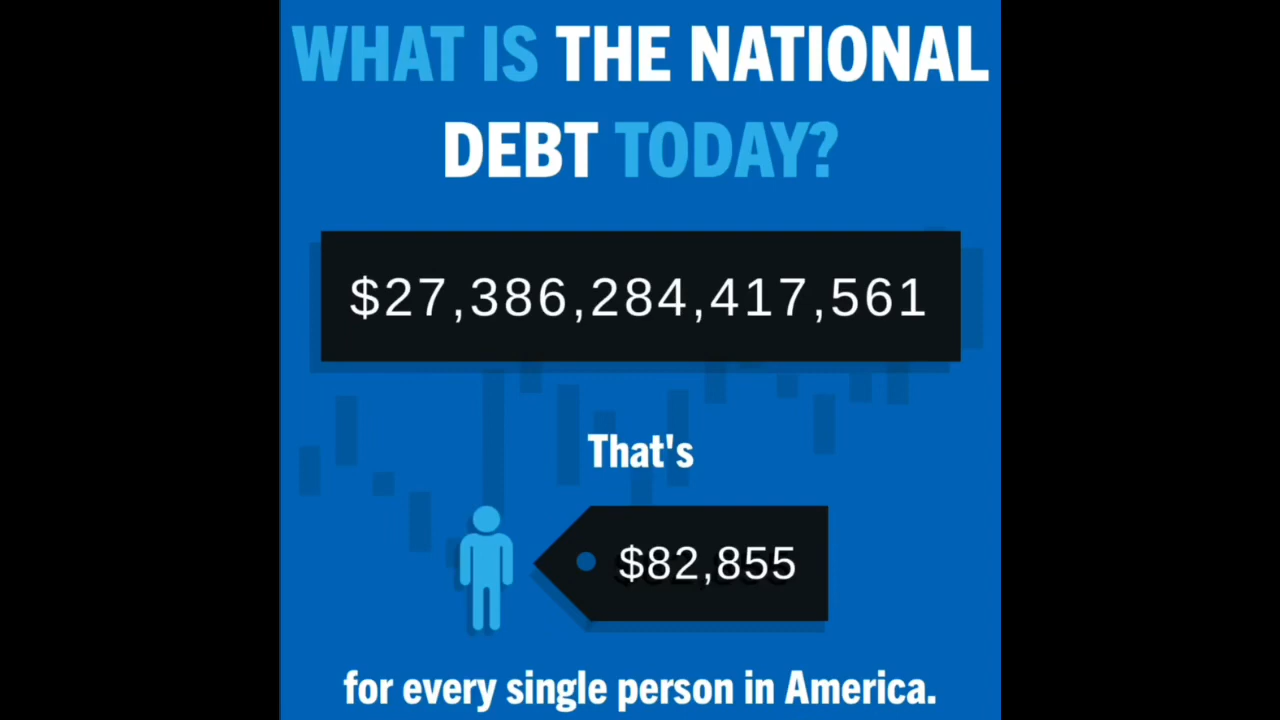 WHAT IS THE NATIONAL
DEBT TODAY?
$27,386,284,417,561
That's
$82,855
for every single person in America.